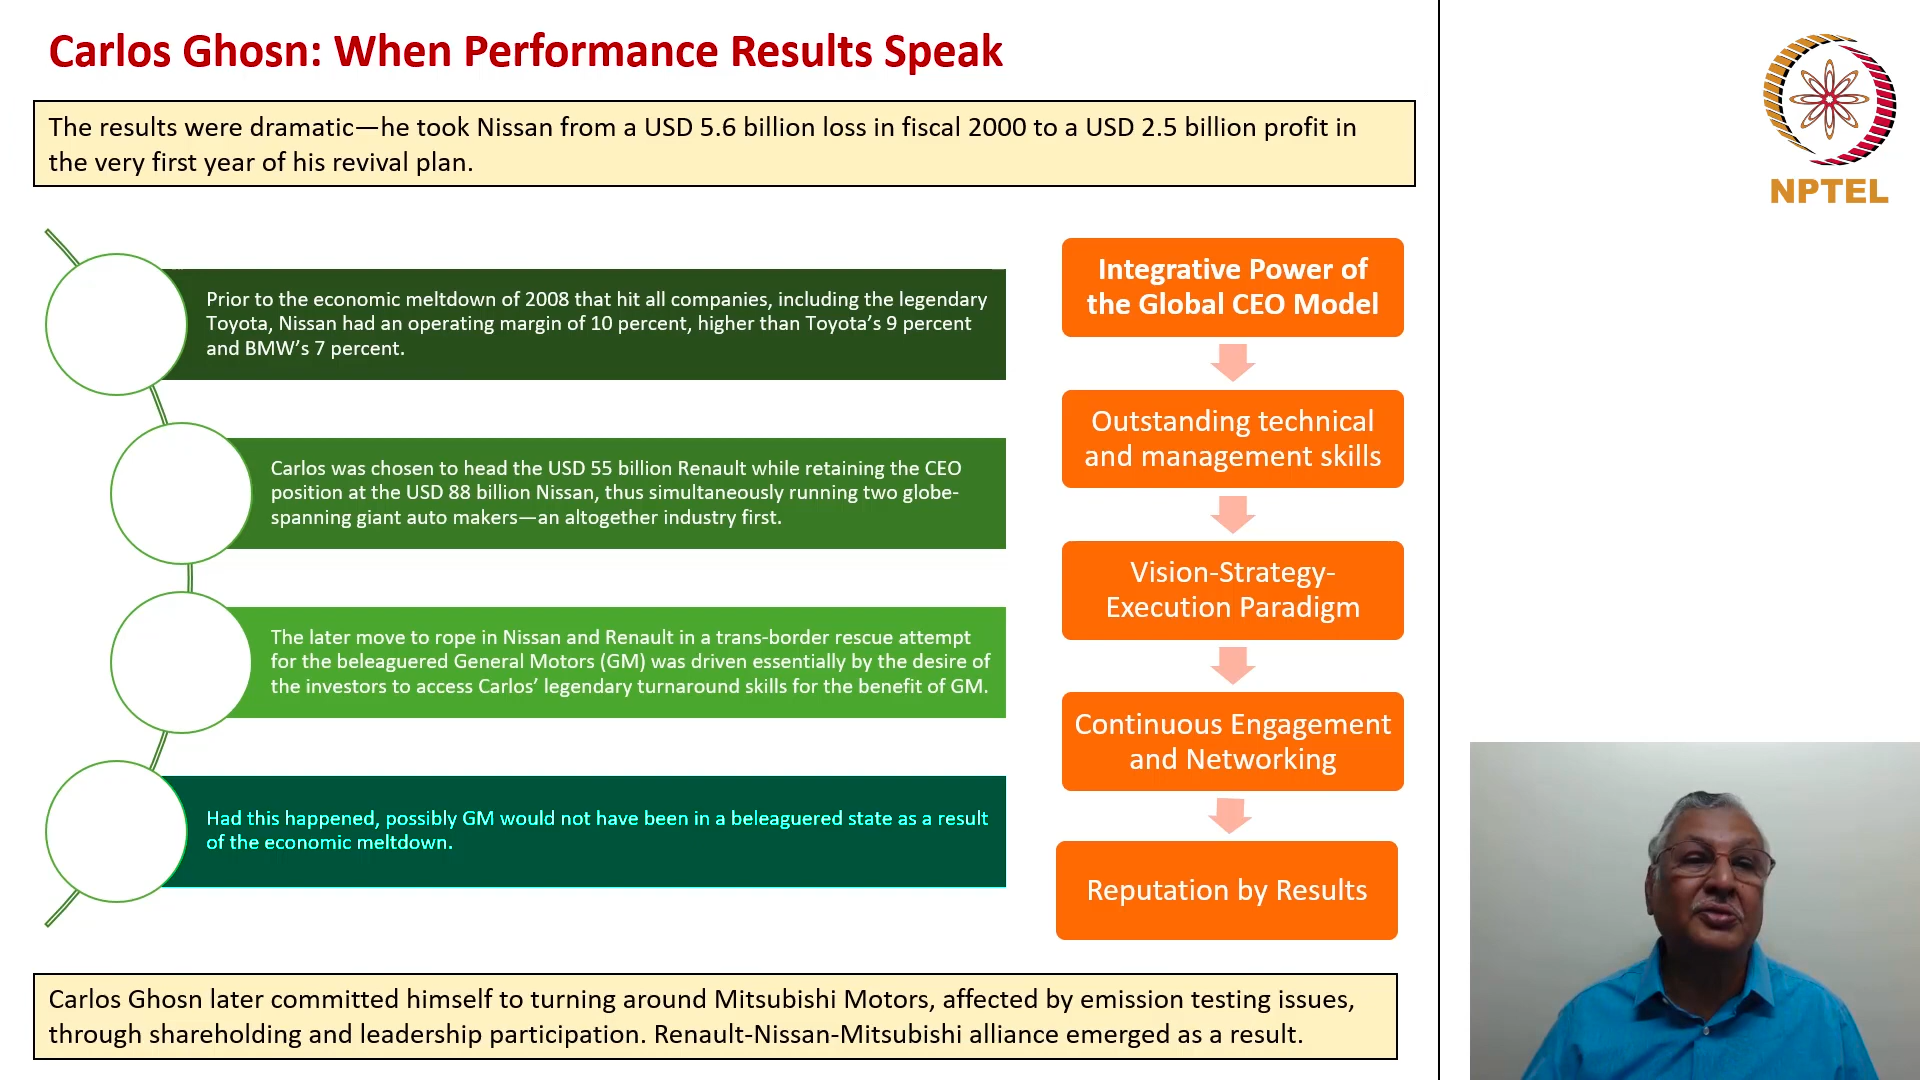 Carlos Ghosn: When Performance Results Speak
The results were dramatic—he took Nissan from a USD 5.6 billion loss in fiscal 2000 to a USD 2.5 billion profit in
the very first year of his revival plan.
Prior to the economic meltdown of 2008 that hit all companies, including the legendary
Toyota, Nissan had an operating margin of 10 percent, higher than Toyota's 9 percent
and BMW's 7 percent.
Carlos was chosen to head the USD 55 billion Renault while retaining the CEO
position at the USD 88 billion Nissan, thus simultaneously running two globe-
spanning giant auto makers—an altogether industry first.
The later move to rope in Nissan and Renault in a trans-border rescue attempt
for the beleaguered General Motors (GM) was driven essentially by the desire of
the investors to access Carlos' legendary turnaround skills for the benefit of GM.
Had this happened, possibly GM would not have been in a beleaguered state as a result
of the economic meltdown.
Integrative Power of
the Global CEO Model
Outstanding technical
and management skills
Vision-Strategy-
Execution Paradigm
Continuous Engagement
and Networking
Reputation by Results
Carlos Ghosn later committed himself to turning around Mitsubishi Motors, affected by emission testing issues,
through shareholding and leadership participation. Renault-Nissan-Mitsubishi alliance emerged as a result.
NPTEL